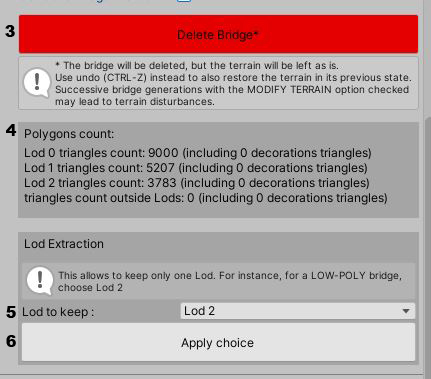 3
Delete Bridge*
* The bridge will be deleted, but the terrain will be left as is.
Use undo (CTRL-Z) instead to also restore the terrain in its previous state.
Successive bridge generations with the MODIFY TERRAIN option checked
may lead to terrain disturbances.
4
Polygons count:
Lod 0 triangles count: 9000 (including 0 decorations triangles)
Lod 1 triangles count: 5207 (including 0 decorations triangles)
Lod 2 triangles count: 3783 (including 0 decorations triangles)
triangles count outside Lods: 0 (including 0 decorations triangles)
Lod Extraction
This allows to keep only one Lod. For instance, for a LOW-POLY bridge,
choose Lod 2
5 Lod to keep : Lod 2
6 Apply choice